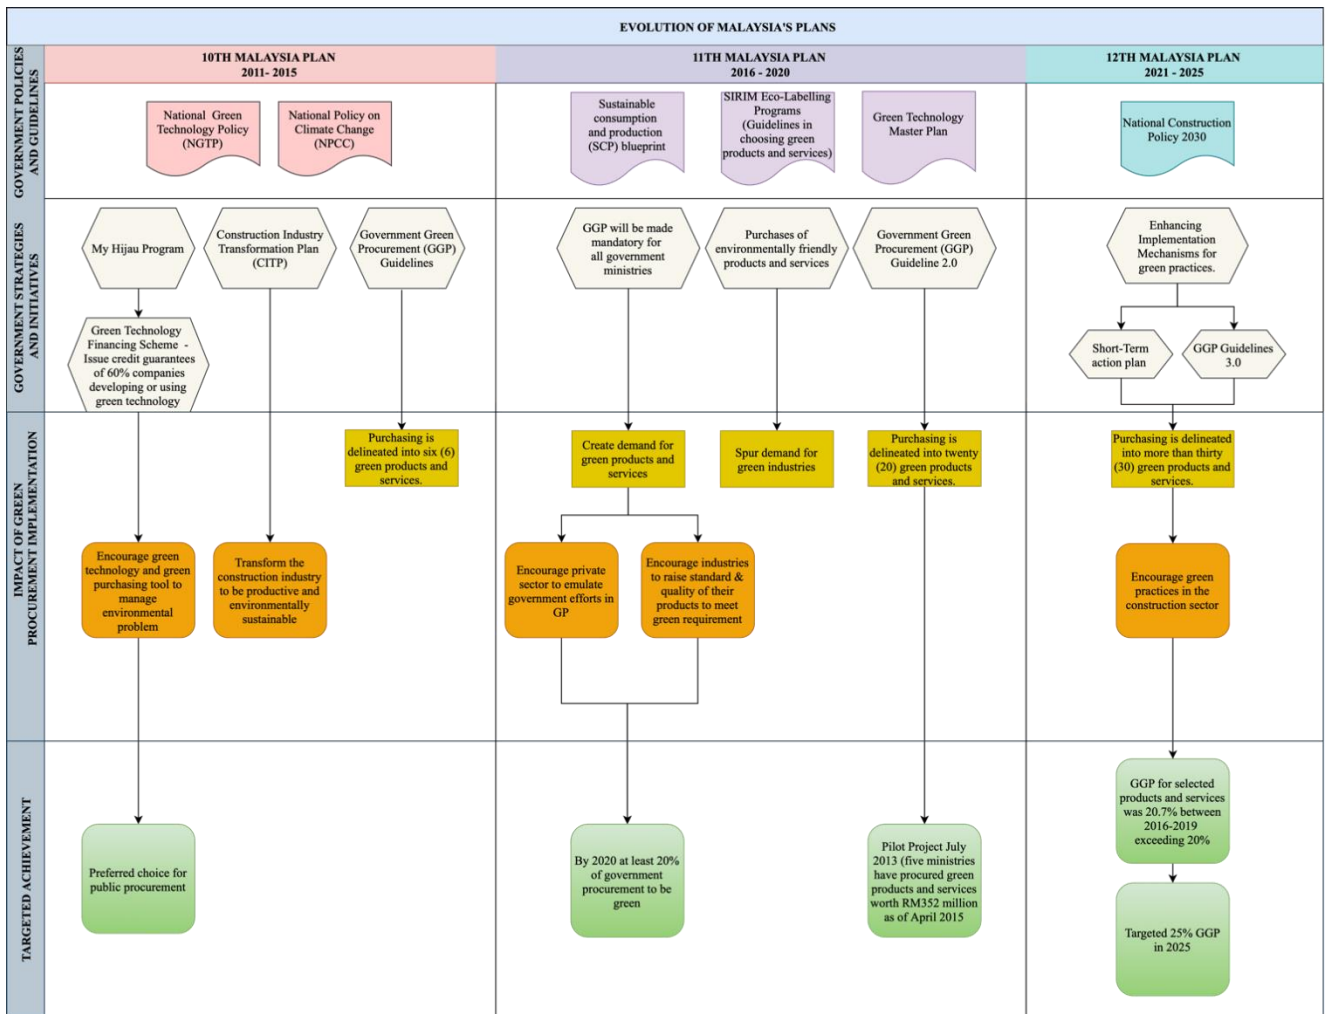 EVOLUTION OF MALAYSIA'S PLANS
GOVERNMENT POLICIES
AND GUIDELINES
10TH MALAYSIA PLAN
2011- 2015
11TH MALAYSIA PLAN
2016 - 2020
12TH MALAYSIA PLAN
2021 - 2025
National Green
Technology Policy
(NGTP)
National Policy on
Climate Change
(NPCC)
Sustainable
consumption
and production
(SCP) blueprint
SIRIM Eco-Labelling
Programs
(Guidelines in
choosing green
products and services)
Green Technology
Master Plan
National Construction
Policy 2030
GOVERNMENT STRATEGIES
AND INITIATIVES
My Hijau Program
Construction Industry
Transformation Plan
(CITP)
Government Green
Procurement (GGP)
Guidelines
GGP will be made
mandatory for
all government
ministries
Purchases of
environmentally friendly
products and services
Government Green
Procurement (GGP)
Guideline 2.0
Enhancing
Implementation
Mechanisms for
green practices.
Green Technology
Financing Scheme -
Issue credit guarantees
of 60% companies
developing or using
green technology
Short-Term
action plan
GGP Guidelines
3.0
IMPACT OF GREEN
PROCUREMENT IMPLEMENTATION
Purchasing is
delineated into six (6)
green products and
services.
Create demand for
green products and
services
Spur demand for
green industries
Purchasing is
delineated into twenty
(20) green products
and services.
Purchasing is delineated
into more than thirty
(30) green products and
services.
Encourage green
technology and green
purchasing tool to
manage
environmental
problem
Transform the
construction industry
to be productive and
environmentally
sustainable
Encourage private
sector to emulate
government efforts in
GP
Encourage industries
to raise standard &
quality of their
products to meet
green requirement
Encourage green
practices in the
construction sector
TARGETED ACHIEVEMENT
Preferred choice for
public procurement
By 2020 at least 20%
of government
procurement to be
green
Pilot Project July
2013 (five ministries
have procured green
products and services
worth RM352 million
as of April 2015
GGP for selected
products and services
was 20.7% between
2016-2019
exceeding 20%
Targeted 25% GGP
in 2025